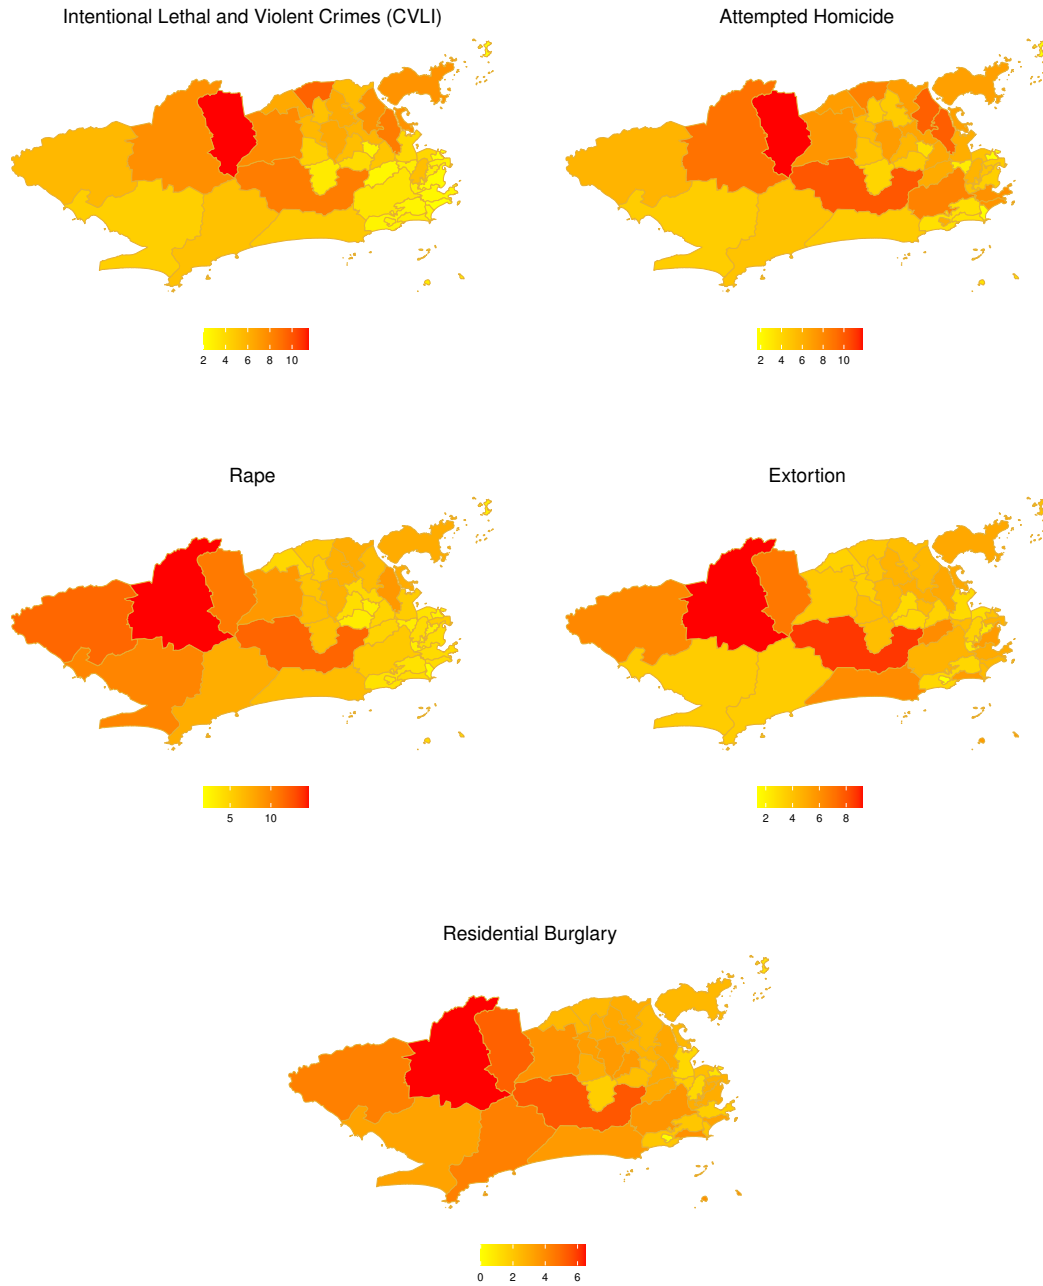 Intentional Lethal and Violent Crimes (CVLI)
Attempted Homicide
2 4 6 8 10
2 4 6 8 10
Rape
Extortion
5 10
2 4 6 8
Residential Burglary
0 2 4 6